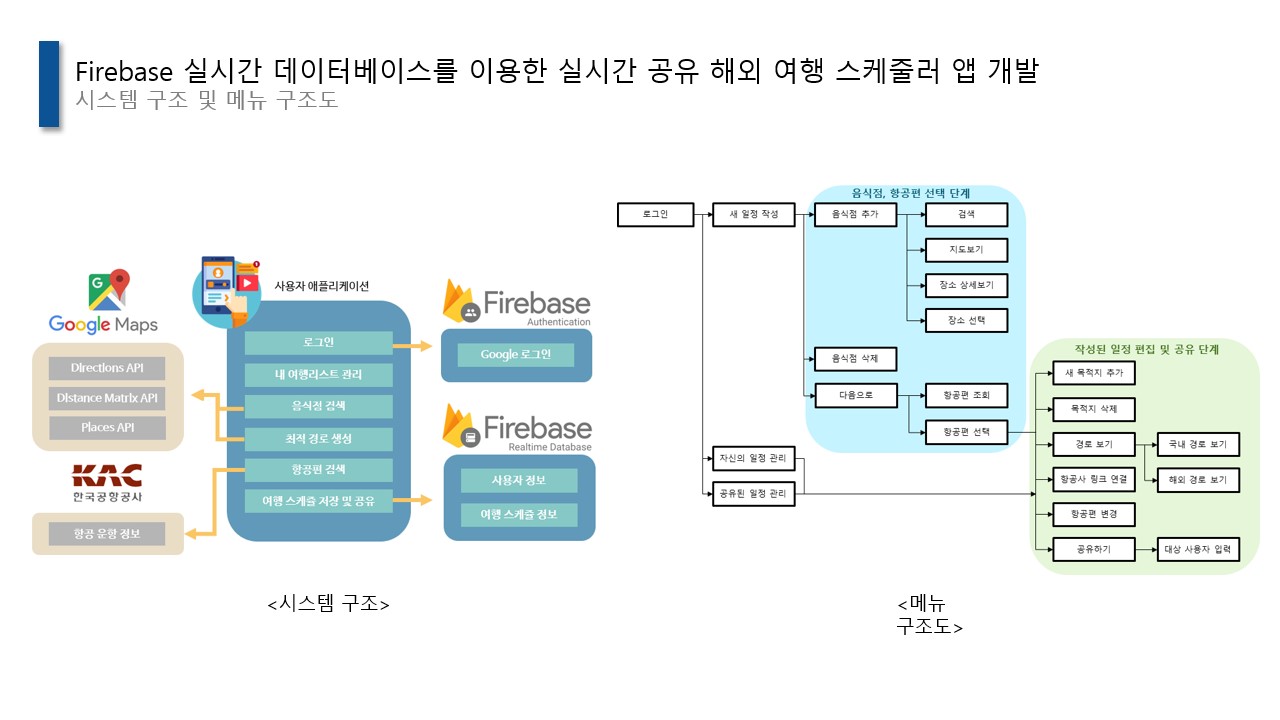 Firebase 실시간 데이터베이스를 이용한 실시간 공유 해외 여행 스케줄러 앱 개발
시스템 구조 및 메뉴 구조도
Google Maps
Directions API
Distance Matrix API
Places API
KAC
한국공항공사
항공 운항 정보
사용자 애플리케이션
로그인
내 여행리스트 관리
음식점 검색
최적 경로 생성
항공편 검색
여행 스케줄 저장 및 공유
Firebase
Authentication
Google 로그인
Firebase
Realtime Database
사용자 정보
여행 스케줄 정보
<시스템 구조>
음식점, 항공편 선택 단계
로그인
새 일정 작성
음식점 추가
검색
지도보기
장소 상세보기
장소 선택
음식점 삭제
다음으로
항공편 조회
항공편 선택
자신의 일정 관리
공유된 일정 관리
작성된 일정 편집 및 공유 단계
새 목적지 추가
목적지 삭제
경로 보기
국내 경로 보기
항공사 링크 연결
해외 경로 보기
항공편 변경
공유하기
대상 사용자 입력
<메뉴
구조도>